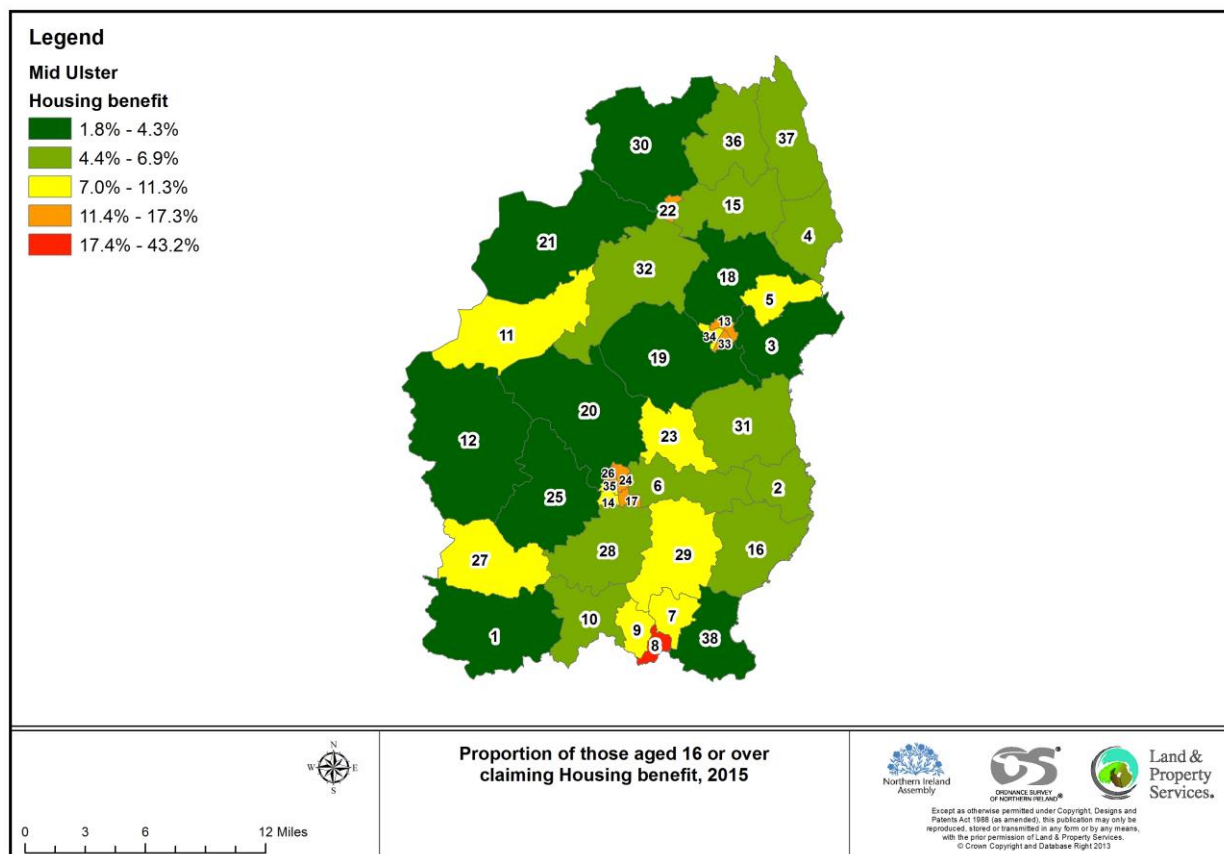 Legend
Mid Ulster
Housing benefit
1.8% - 4.3%
4.4% - 6.9%
7.0% - 11.3%
11.4% - 17.3%
17.4% - 43.2%
30
36
37
22
15
21
4
32
18
5
13
11
34
33
3
19
20
12
23
31
26
24
35
6
2
25
14
17
28
29
16
27
10
7
9
1
8
38
N
W E
S
0 3 6 12 Miles
Proportion of those aged 16 or over
claiming Housing benefit, 2015
Northern Ireland
Assembly
OS®
ORDNANCE SURVEY
OF NORTHERN IRELAND®
Land &
Property
Services.
Except as otherwise permitted under Copyright, Designs and
Patents Act 1988 (as amended), this publication may only be
reproduced, stored or transmitted in any form or by any means,
with the prior permission of Land & Property Services.
© Crown Copyright and Database Right 2013